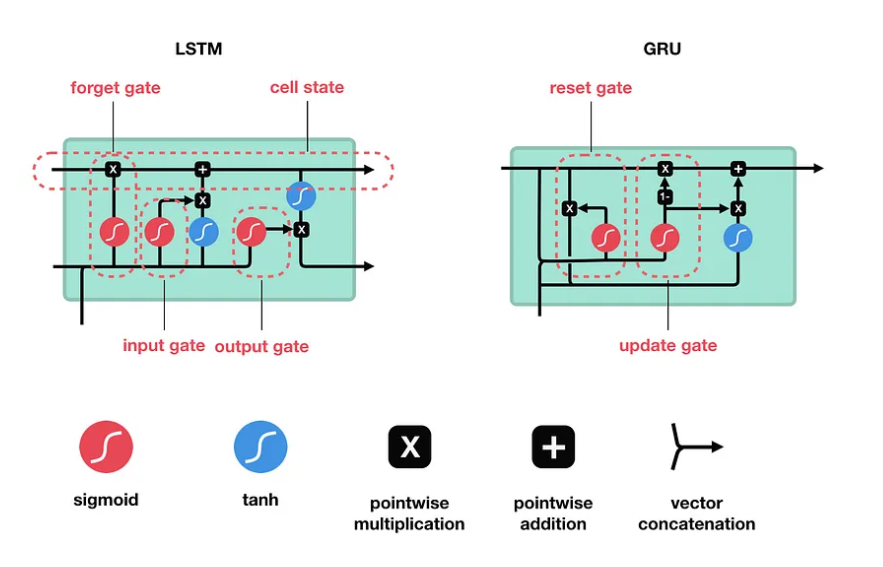 LSTM
GRU
forget gate
cell state
reset gate
X
+
X
X
X
+
1-
X
X
input gate
output gate
update gate
X
+
sigmoid
tanh
pointwise
multiplication
pointwise
addition
vector
concatenation